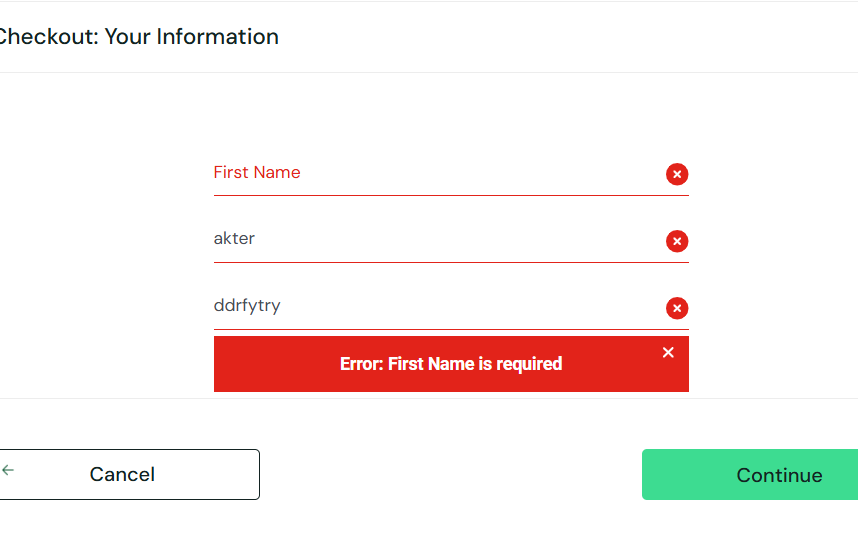 Checkout: Your Information
First Name
akter
ddrfytry
Error: First Name is required
Cancel
Continue